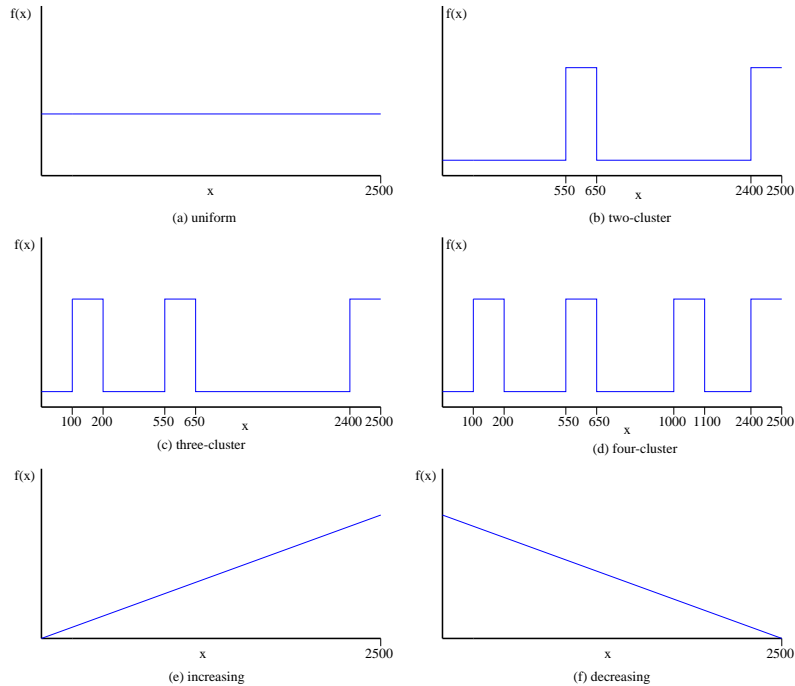 f(x)
x
2500
(a) uniform
f(x)
550 650 2400 2500
x
(b) two-cluster
f(x)
100 200 550 650 2400 2500
x
(c) three-cluster
f(x)
100 200 550 650 1000 1100 2400 2500
x
(d) four-cluster
f(x)
x
2500
(e) increasing
f(x)
x
2500
(f) decreasing